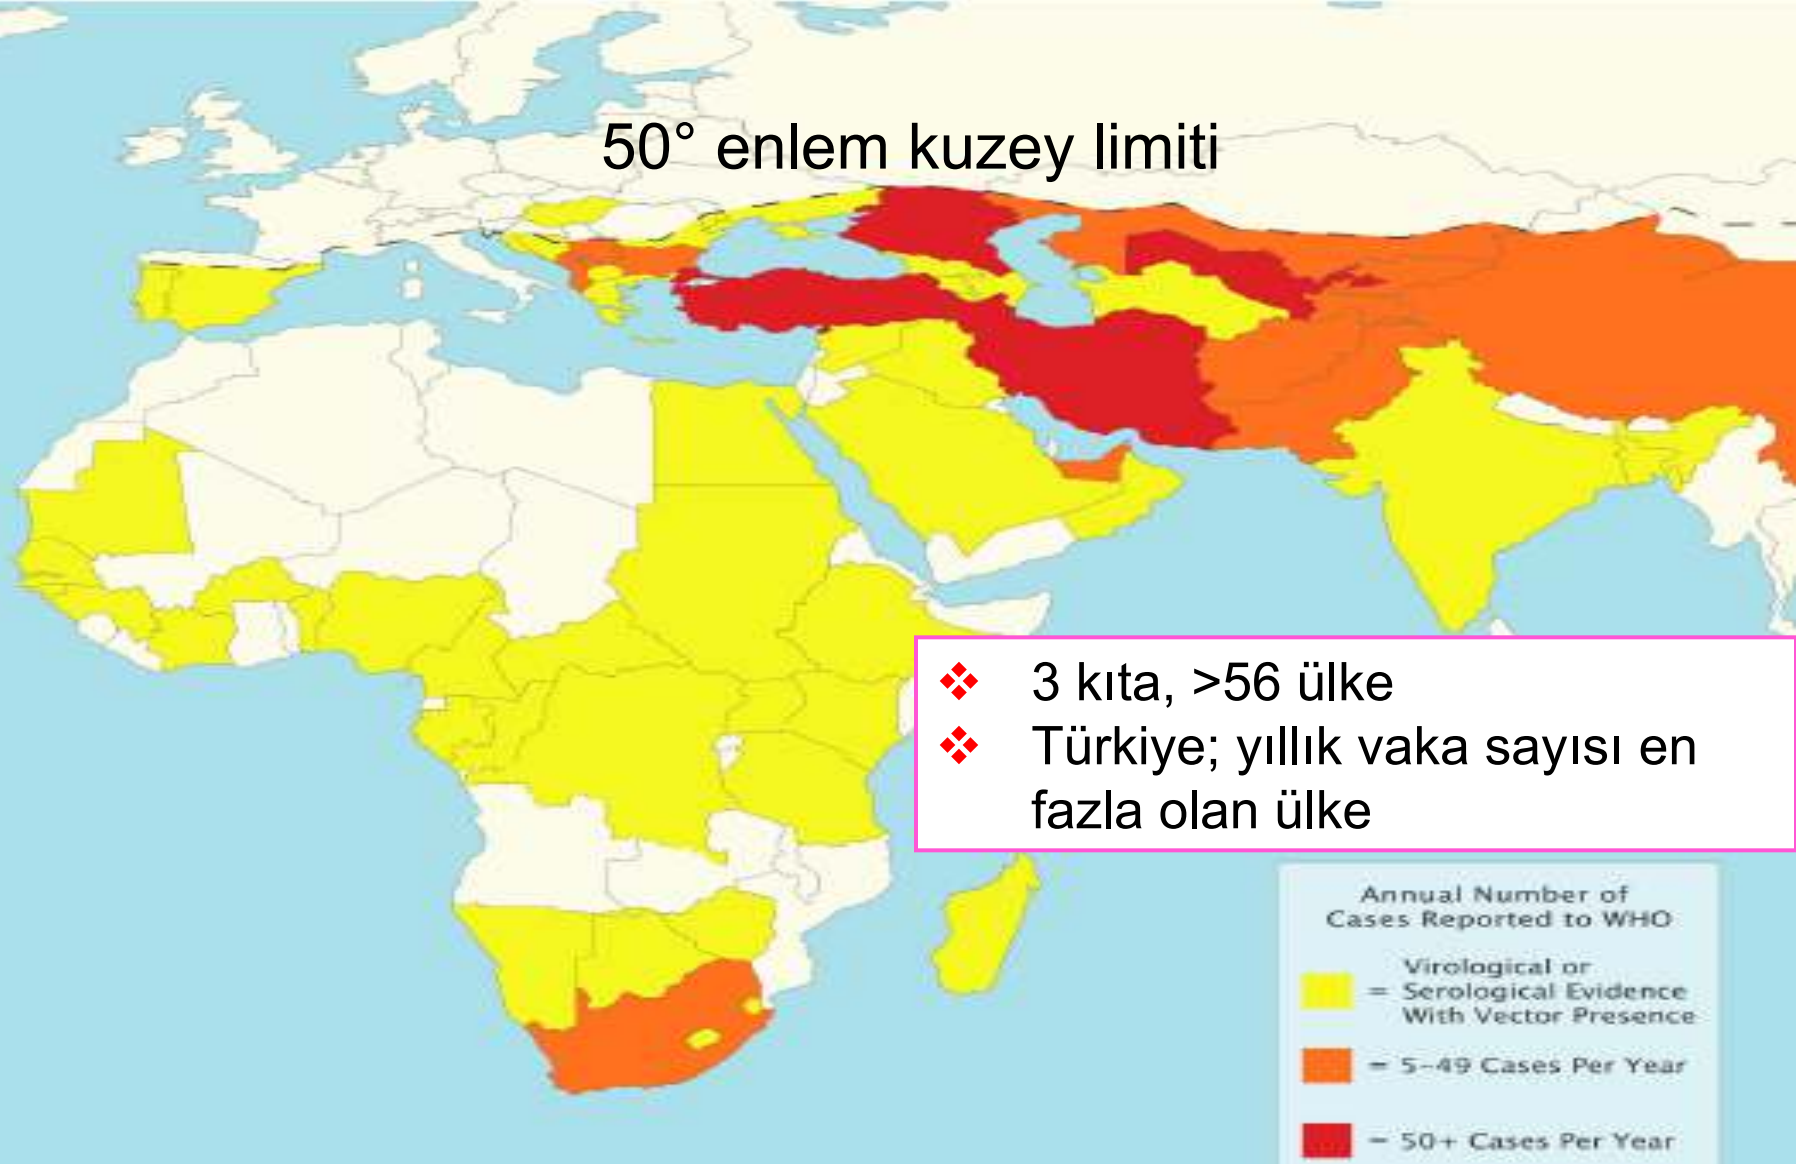 50° enlem kuzey limiti
❖ 3 kıta, >56 ülke
❖ Türkiye; yıllık vaka sayısı en
fazla olan ülke
Annual Number of
Cases Reported to WHO
Virological or
= Serological Evidence
With Vector Presence
= 5-49 Cases Per Year
= 50+ Cases Per Year